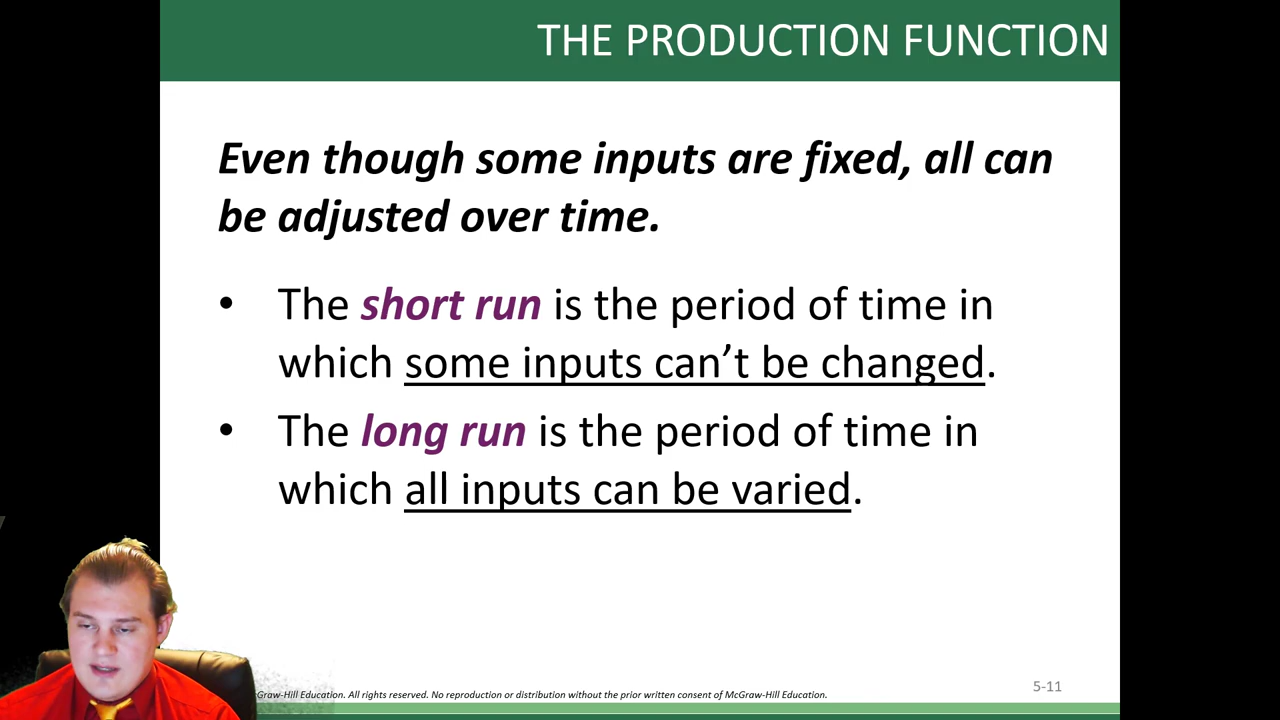 THE PRODUCTION FUNCTION
Even though some inputs are fixed, all can
be adjusted over time.
• The short run is the period of time in
which some inputs can’t be changed.
• The long run is the period of time in
which all inputs can be varied.
Graw-Hill Education. All rights reserved. No reproduction or distribution without the prior written consent of McGraw-Hill Education.
5-11